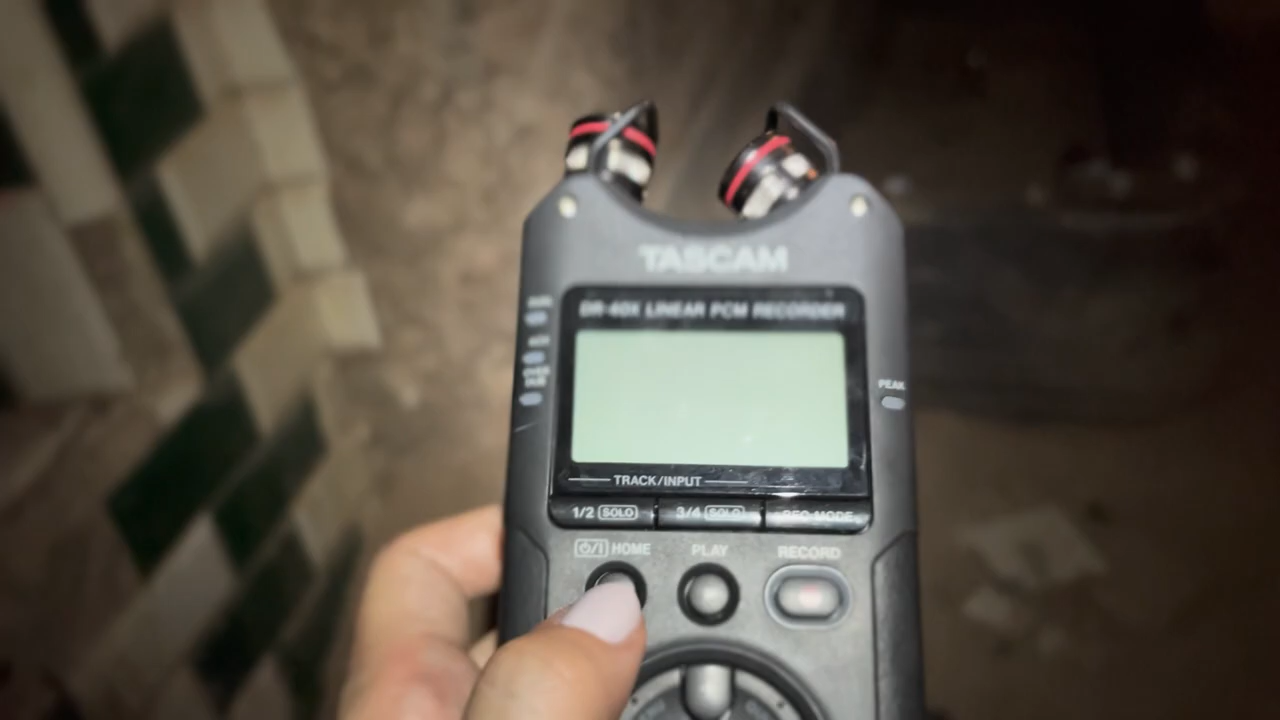 TASCAM
DR-40X LINEAR PCM RECORDER
PEAK
TRACK/INPUT
1/2 SOLO
3/4 SOLO
REC MODE
HOME
PLAY
RECORD